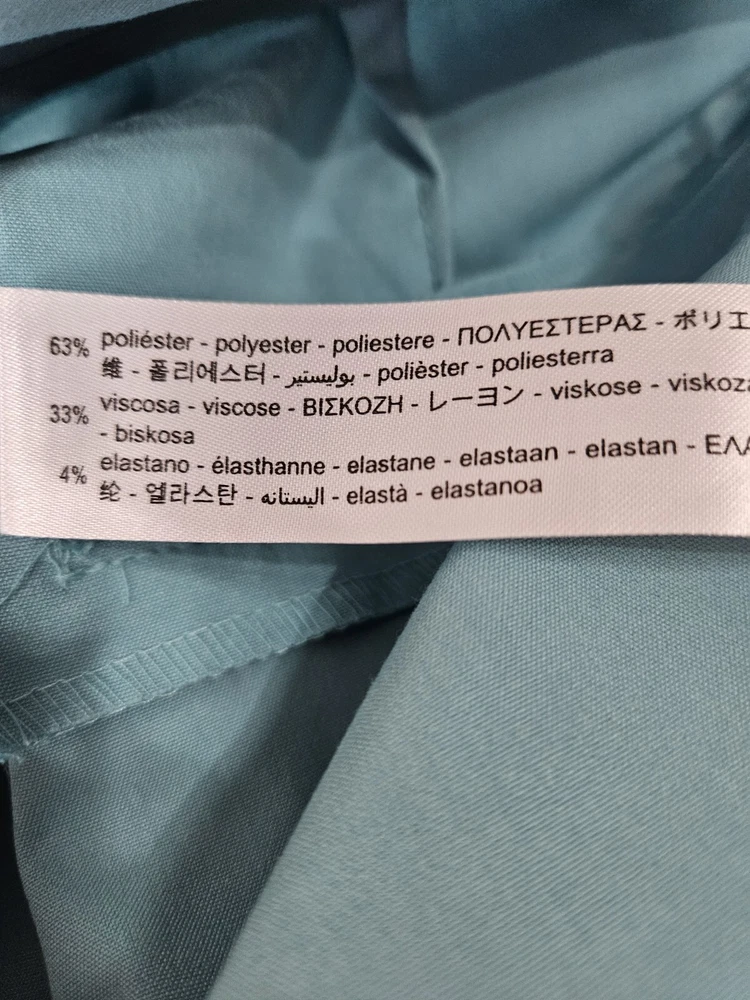 63% poliéster - polyester - poliestere - ΠΟΛΥΕΣΤΕΡΑΣ - ポリエ
維 - 폴리에스터 - بوليستير - polièster - poliesterra
33% viscosa - viscose - ΒΙΣΚΟΖΗ - レーヨン - viskose - viskoza
- biskosa
4% elastano - élasthanne - elastane - elastaan - elastan - ΕΛΑ
纶 - 엘라스탄 - اليستانه - elastà - elastanoa